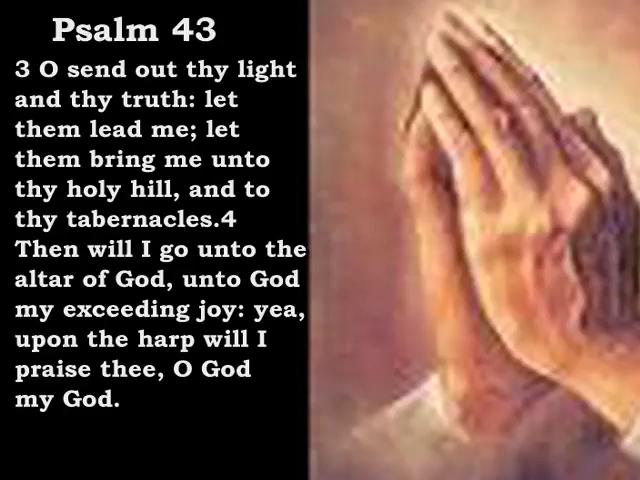 Psalm 43
3 O send out thy light
and thy truth: let
them lead me; let
them bring me unto
thy holy hill, and to
thy tabernacles.4
Then will I go unto the
altar of God, unto God
my exceeding joy: yea,
upon the harp will I
praise thee, O God
my God.